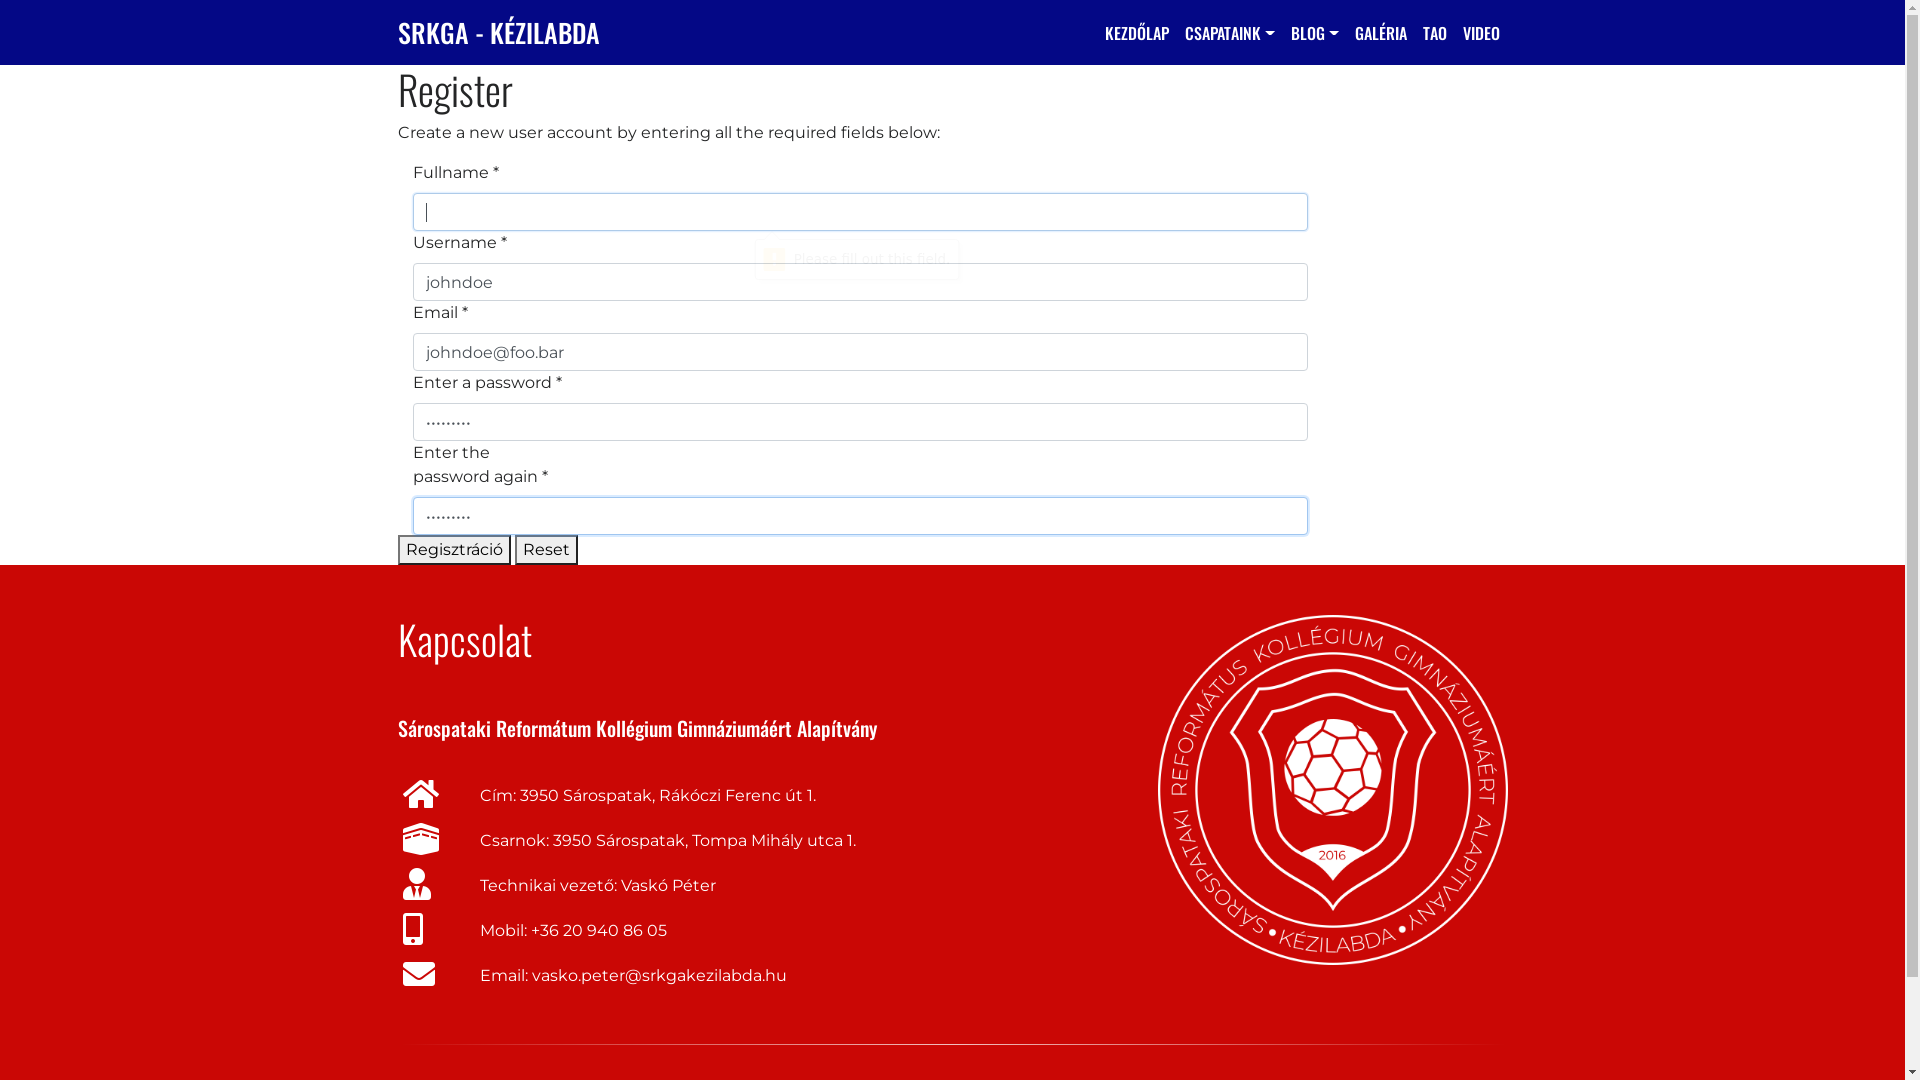 SRKGA - KÉZILABDA
KEZDŐLAP CSAPATAINK BLOG GALÉRIA TAO VIDEO
Register
Create a new user account by entering all the required fields below:
Fullname *
Username *
Please fill out this field.
johndoe
Email *
johndoe@foo.bar
Enter a password *
•••••••••
Enter the
password again *
•••••••••
Regisztráció Reset
Kapcsolat
Sárospataki Reformátum Kollégium Gimnáziumáért Alapítvány
Cím: 3950 Sárospatak, Rákóczi Ferenc út 1.
Csarnok: 3950 Sárospatak, Tompa Mihály utca 1.
Technikai vezető: Vaskó Péter
Mobil: +36 20 940 86 05
Email: vasko.peter@srkgakezilabda.hu
SÁROSPATAKI REFORMÁTUS KOLLÉGIUM GIMNÁZIUMÁÉRT ALAPÍTVÁNY
2016
• KÉZILABDA •